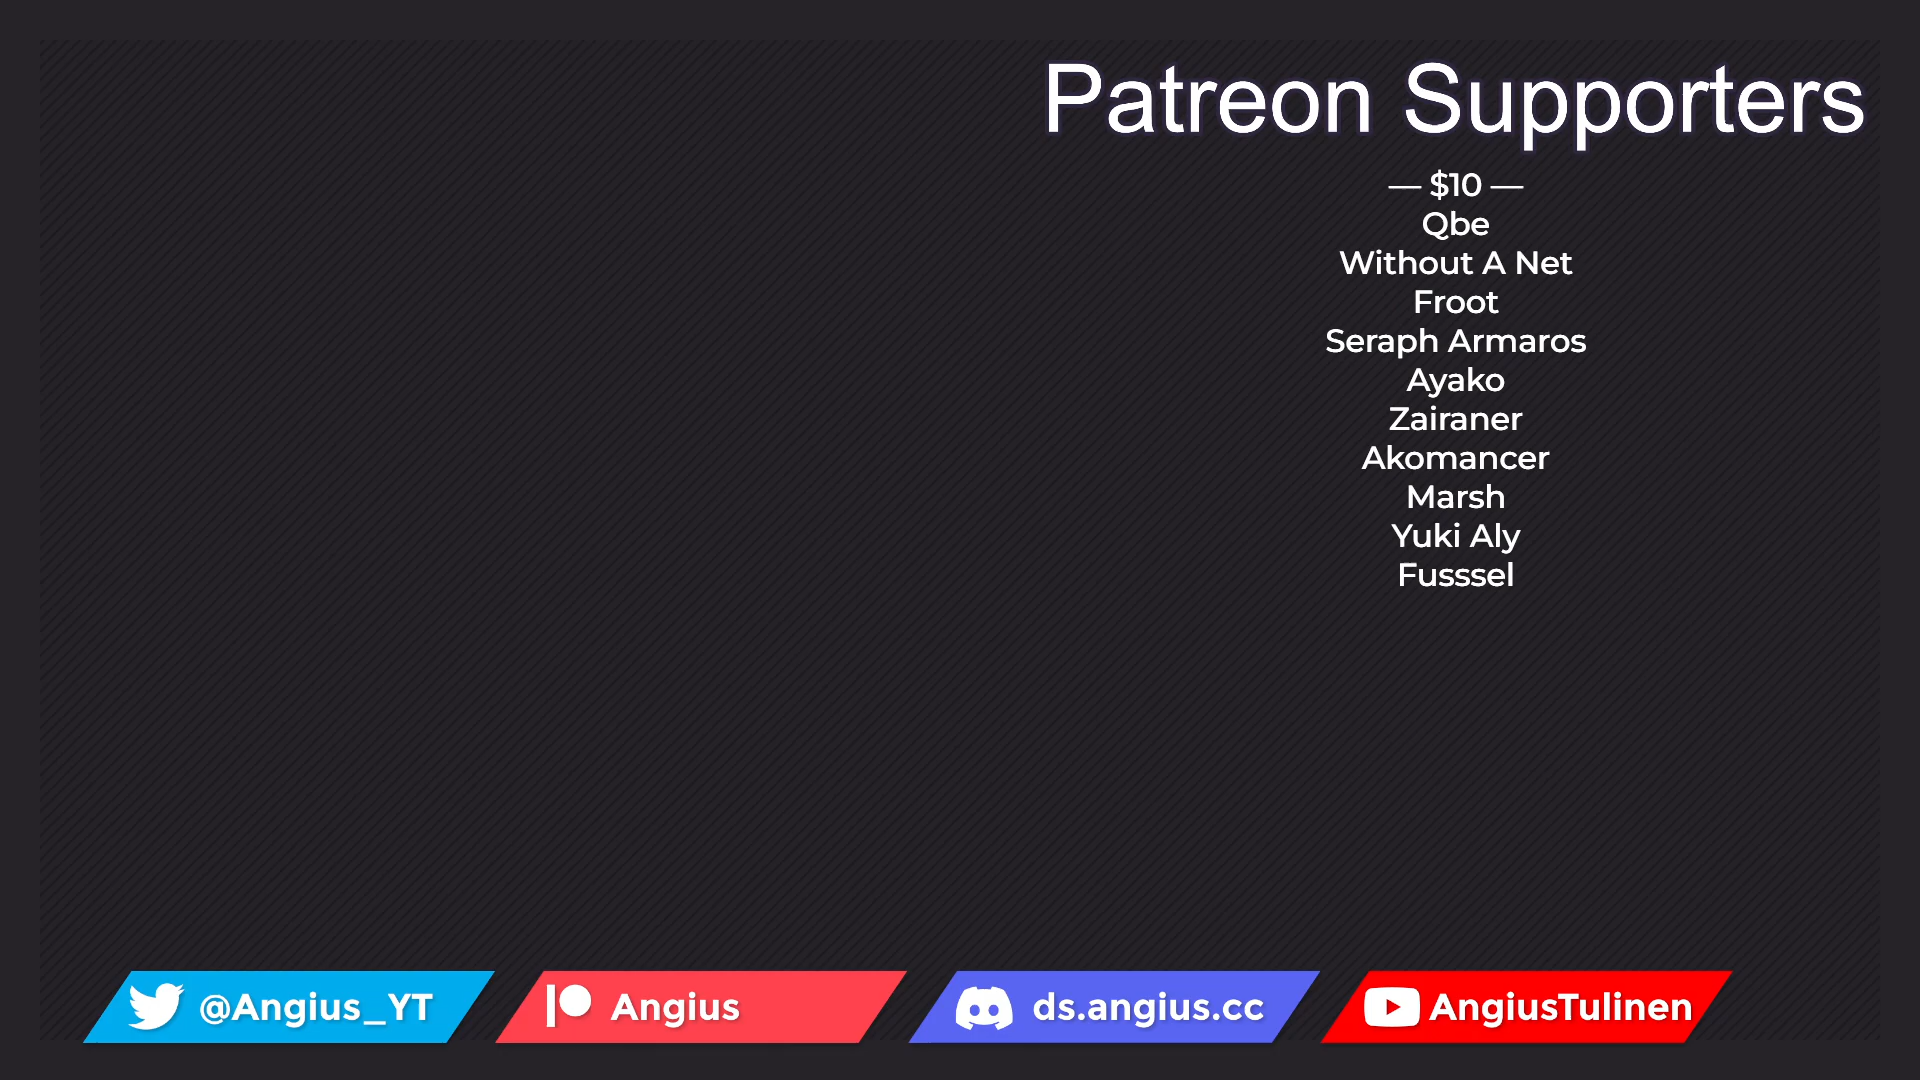 Patreon Supporters
— $10 —
Qbe
Without A Net
Froot
Seraph Armaros
Ayako
Zairaner
Akomancer
Marsh
Yuki Aly
Fusssel
@Angius_YT
Angius
ds.angius.cc
AngiusTulinen